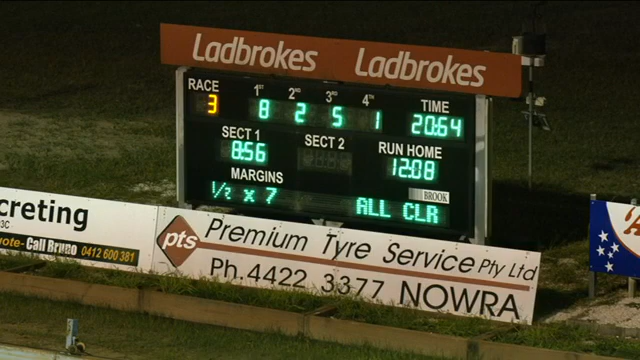 Ladbrokes Ladbrokes
RACE 1ST 2ND 3RD 4TH TIME
3 8 2 5 1 20:64
SECT 1 SECT 2 RUN HOME
8:56 12:08
MARGINS
1/2 x 7 ALL CLR
BROOK
creting
uote- Call Bruno 0412 600 381
pts Premium Tyre Service Pty Ltd
Ph. 4422 3377 NOWRA